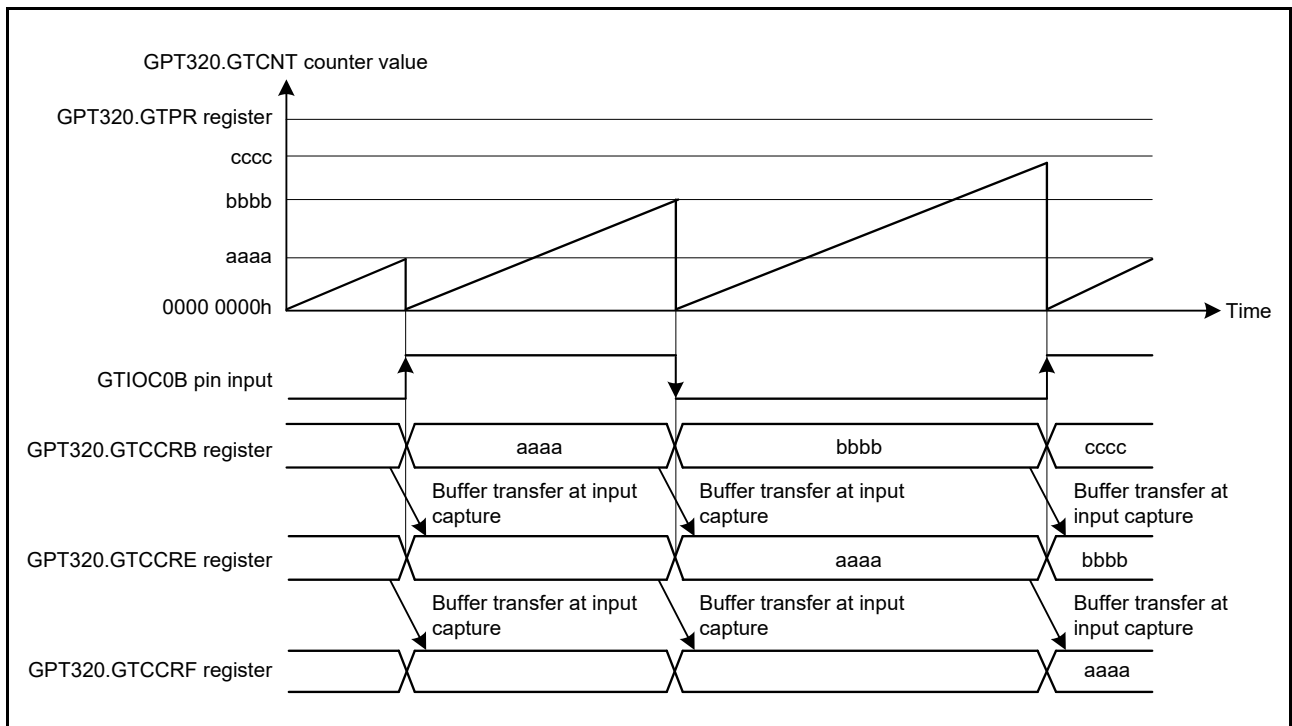 GPT320.GTCNT counter value
GPT320.GTPR register
cccc
bbbb
aaaa
0000 0000h
Time
GTIOC0B pin input
GPT320.GTCCRB register
aaaa
bbbb
cccc
Buffer transfer at input
capture
Buffer transfer at input
capture
Buffer transfer at
input capture
GPT320.GTCCRE register
aaaa
bbbb
Buffer transfer at input
capture
Buffer transfer at input
capture
Buffer transfer at
input capture
GPT320.GTCCRF register
aaaa